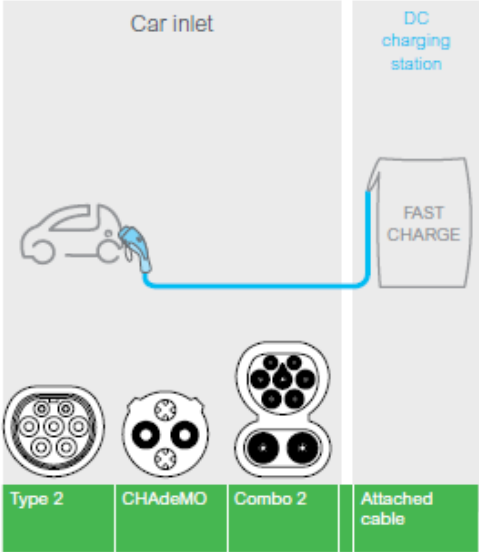 Car inlet
DC
charging
station
FAST
CHARGE
Type 2
CHAdeMO
Combo 2
Attached
cable